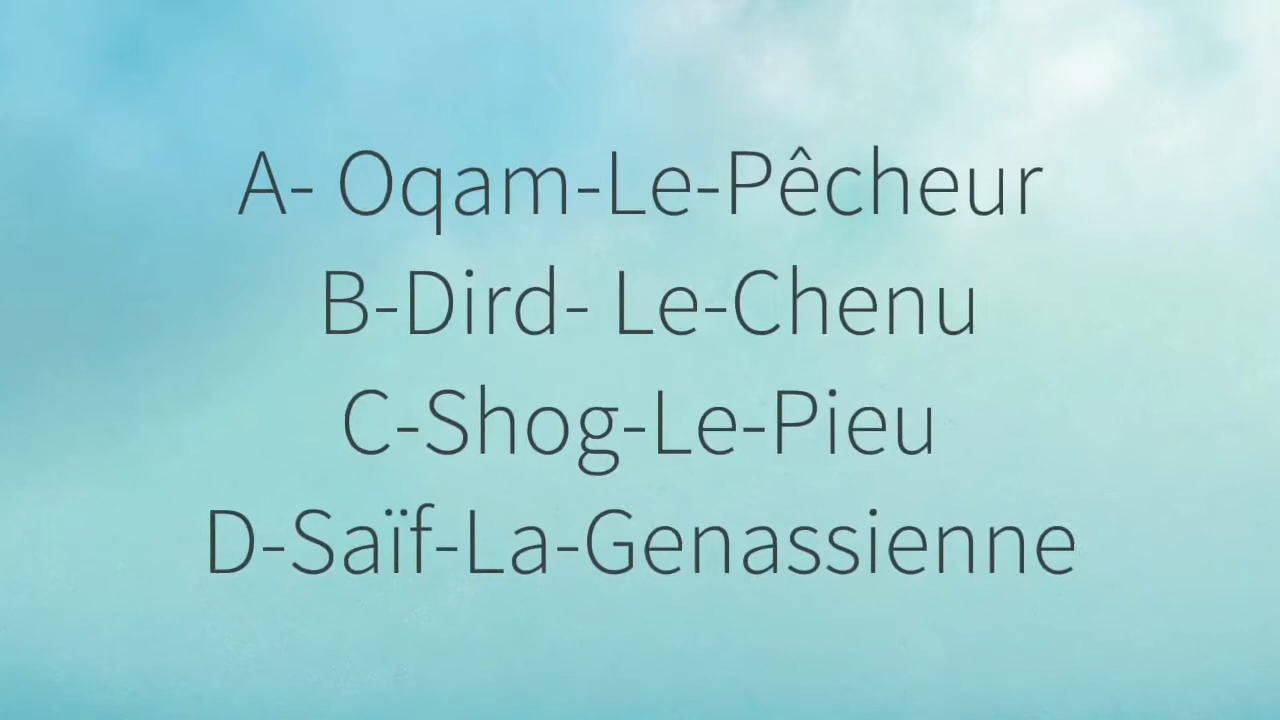 A- Oqam-Le-Pêcheur
B-Dird- Le-Chenu
C-Shog-Le-Pieu
D-Saïf-La-Genassienne